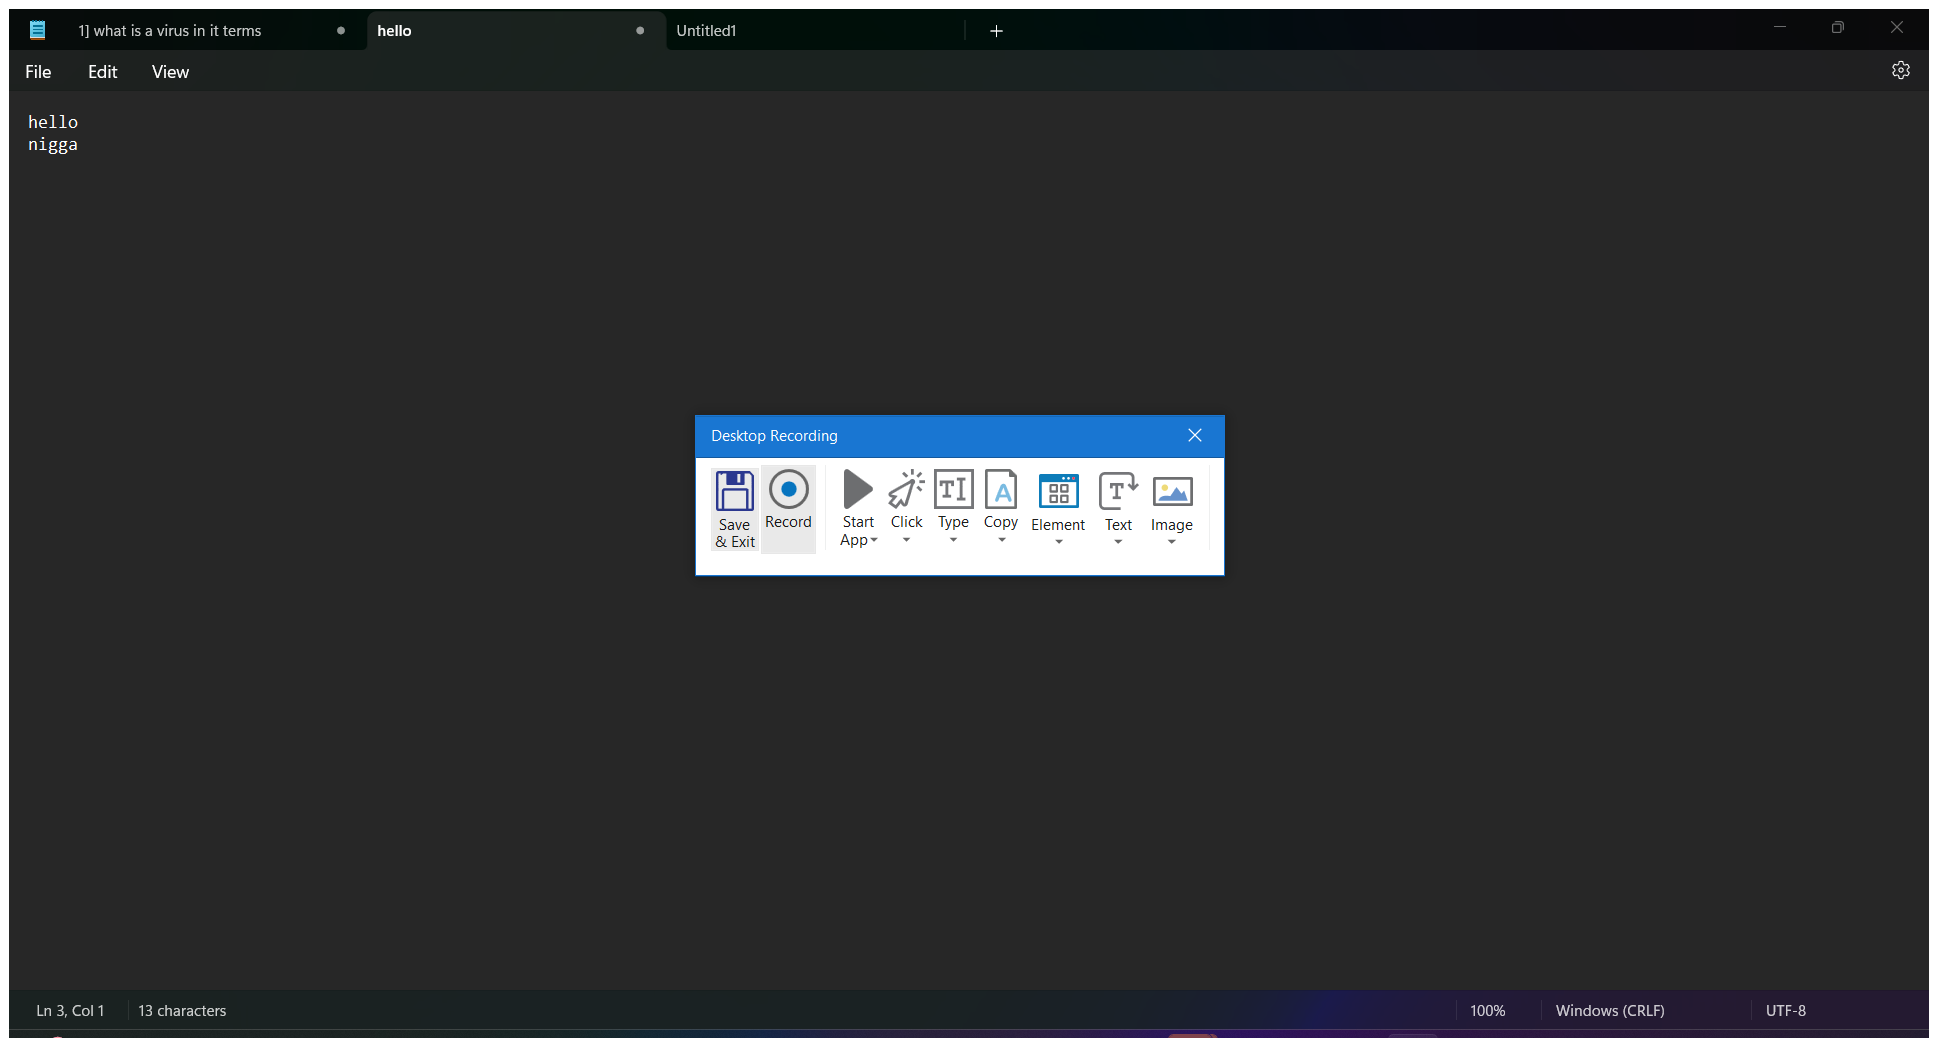 1] what is a virus in it terms
hello
Untitled1
File Edit View
hello
nigga
Desktop Recording
Save & Exit
Record
Start App
Click
Type
Copy
Element
Text
Image
Ln 3, Col 1
13 characters
100%
Windows (CRLF)
UTF-8